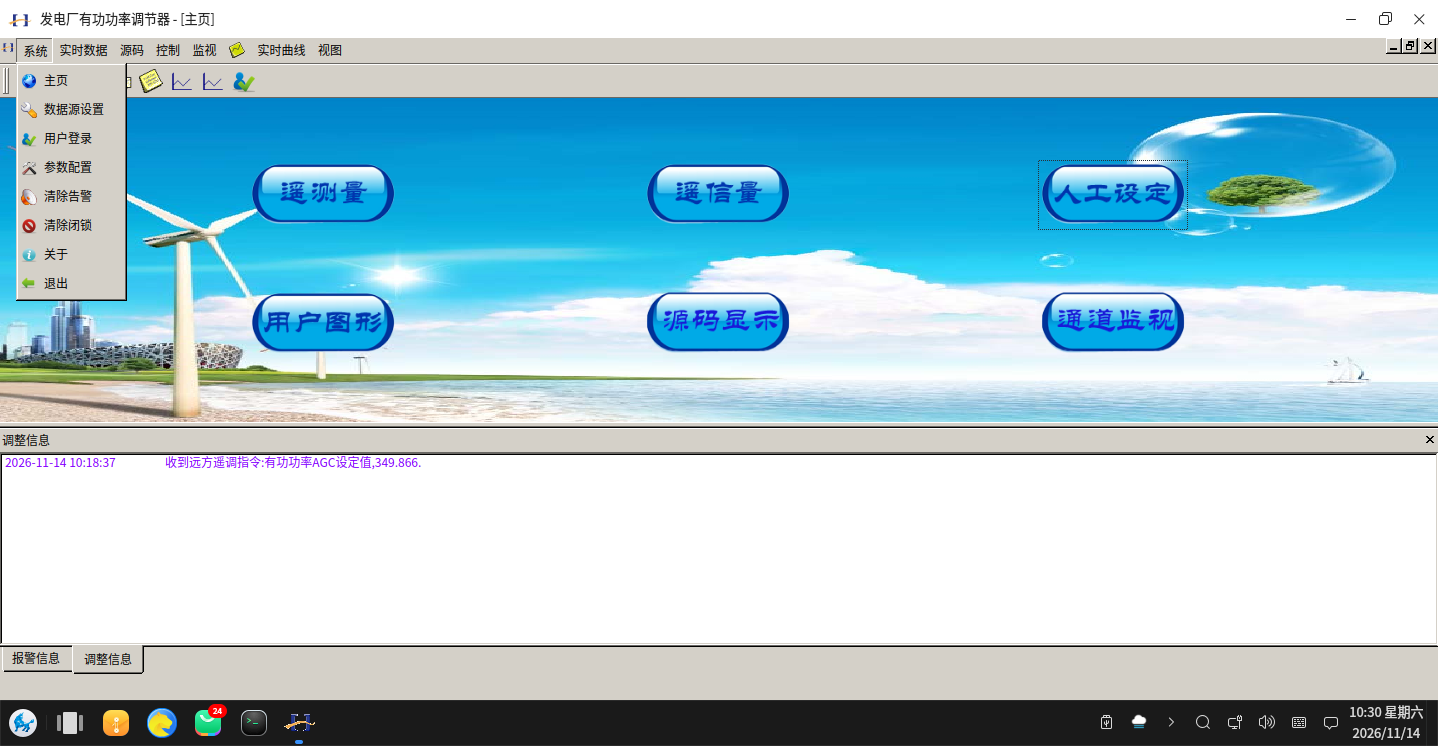 发电厂有功功率调节器 - [主页]
系统 实时数据 源码 控制 监视 实时曲线 视图
主页
数据源设置
用户登录
参数配置
清除告警
清除闭锁
关于
退出
遥测量 遥信量 人工设定
用户图形 源码显示 通道监视
调整信息
2026-11-14 10:18:37 收到远方遥调指令:有功功率AGC设定值,349.866.
报警信息 调整信息
24
10:30 星期六
2026/11/14